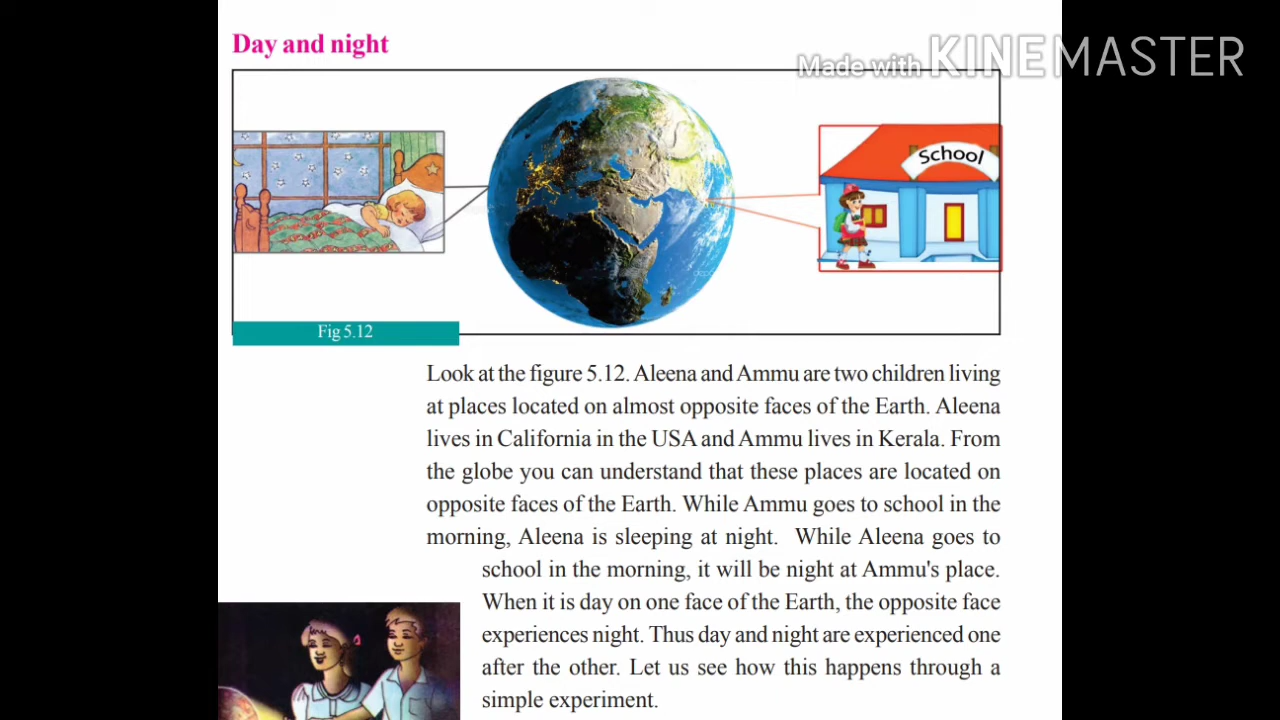 Day and night
Made with KINEMASTER
School
Fig 5.12
Look at the figure 5.12. Aleena and Ammu are two children living
at places located on almost opposite faces of the Earth. Aleena
lives in California in the USA and Ammu lives in Kerala. From
the globe you can understand that these places are located on
opposite faces of the Earth. While Ammu goes to school in the
morning, Aleena is sleeping at night. While Aleena goes to
school in the morning, it will be night at Ammu's place.
When it is day on one face of the Earth, the opposite face
experiences night. Thus day and night are experienced one
after the other. Let us see how this happens through a
simple experiment.